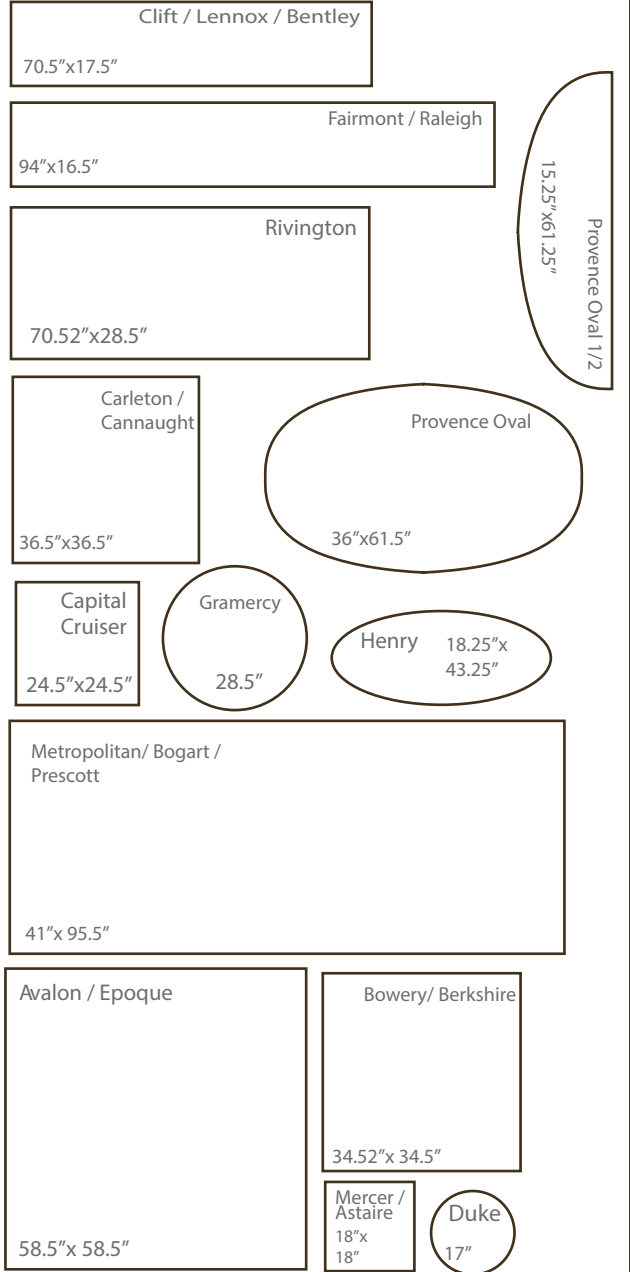 Clift / Lennox / Bentley
70.5”x17.5”
Fairmont / Raleigh
94”x16.5”
Provence Oval 1/2
15.25”x61.25”
Rivington
70.52”x28.5”
Carleton /
Cannaught
36.5”x36.5”
Provence Oval
36”x61.5”
Capital
Cruiser
24.5”x24.5”
Gramercy
28.5”
Henry
18.25”x
43.25”
Metropolitan/ Bogart /
Prescott
41”x 95.5”
Avalon / Epoque
58.5”x 58.5”
Bowery/ Berkshire
34.52”x 34.5”
Mercer /
Astaire
18”x
18”
Duke
17”